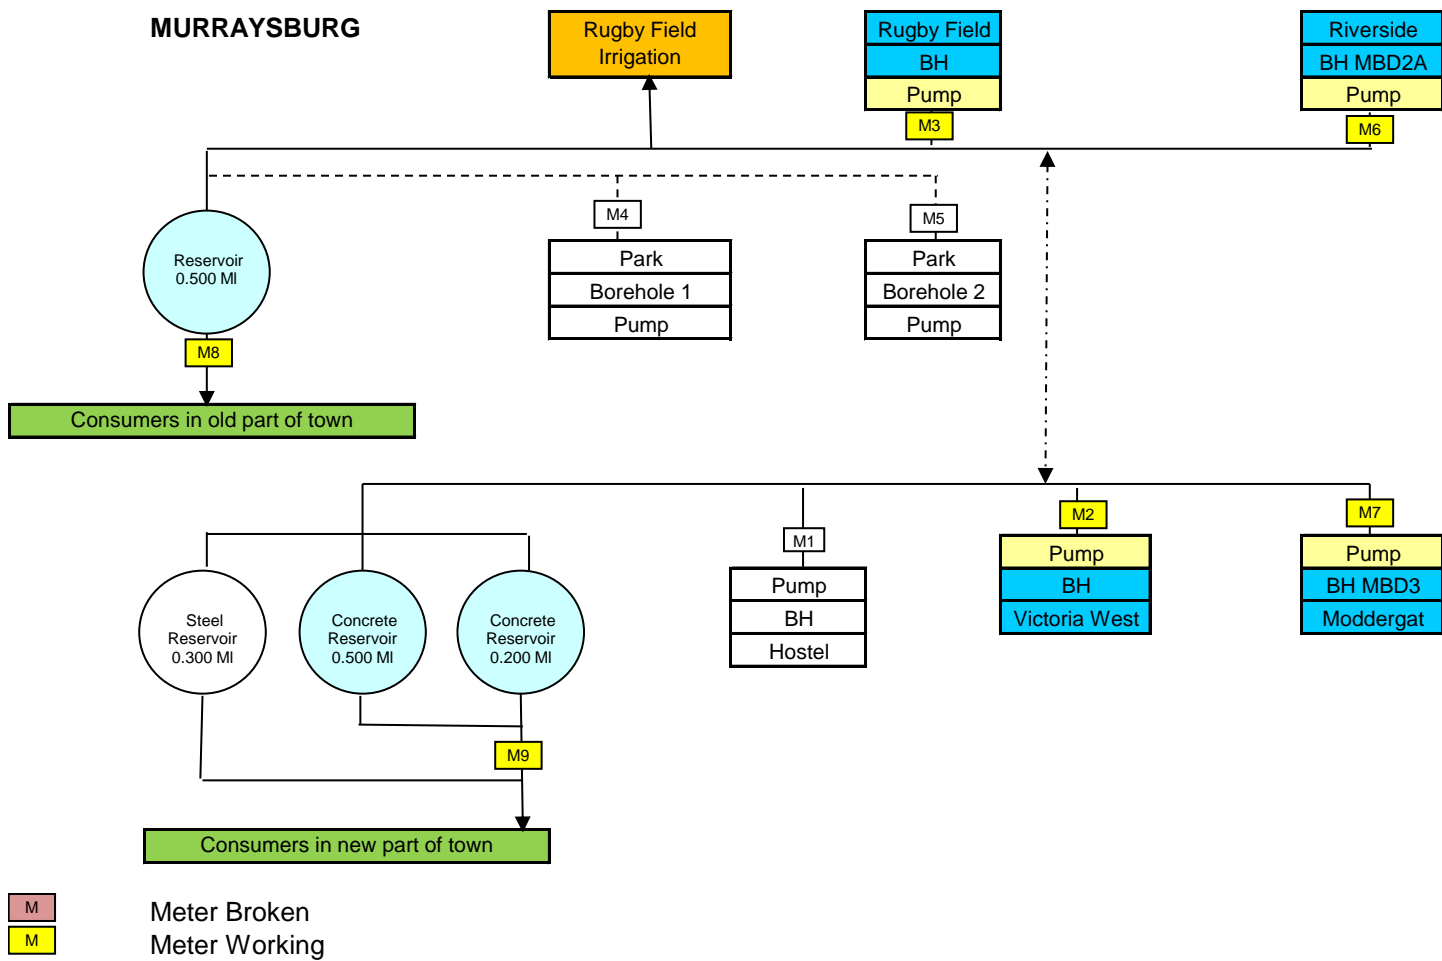 MURRAYSBURG
Rugby Field
Irrigation
Rugby Field
BH
Pump
M3
Riverside
BH MBD2A
Pump
M6
M4
M5
Reservoir
0.500 Ml
Park
Borehole 1
Pump
Park
Borehole 2
Pump
M8
Consumers in old part of town
M1
M2
M7
Pump
BH
Hostel
Pump
BH
Victoria West
Pump
BH MBD3
Moddergat
Steel
Reservoir
0.300 Ml
Concrete
Reservoir
0.500 Ml
Concrete
Reservoir
0.200 Ml
M9
Consumers in new part of town
M Meter Broken
M Meter Working